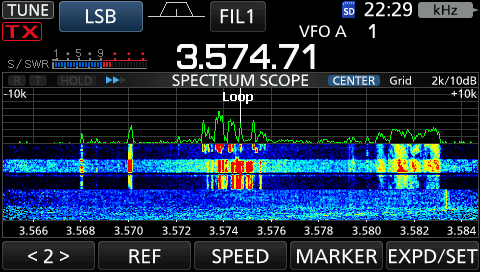 TUNE LSB FIL1 SD 22:29 kHz
TX VFO A 1
1 · 5 · 9
S/SWR 3.574.71
R T HOLD SPECTRUM SCOPE CENTER Grid 2k/10dB
-10k Loop +10k
3.566 3.568 3.570 3.572 3.574 3.576 3.578 3.580 3.582 3.584
< 2 > REF SPEED MARKER EXPD/SET